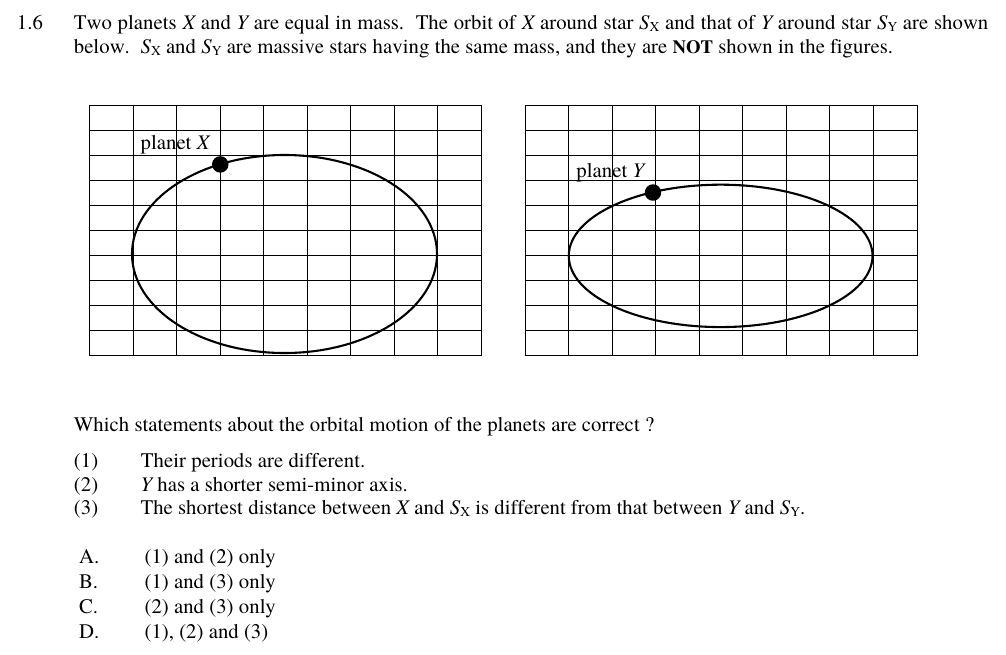 1.6 Two planets X and Y are equal in mass. The orbit of X around star SX and that of Y around star SY are shown
below. SX and SY are massive stars having the same mass, and they are NOT shown in the figures.
planet X
planet Y
Which statements about the orbital motion of the planets are correct ?
(1) Their periods are different.
(2) Y has a shorter semi-minor axis.
(3) The shortest distance between X and SX is different from that between Y and SY.
A. (1) and (2) only
B. (1) and (3) only
C. (2) and (3) only
D. (1), (2) and (3)